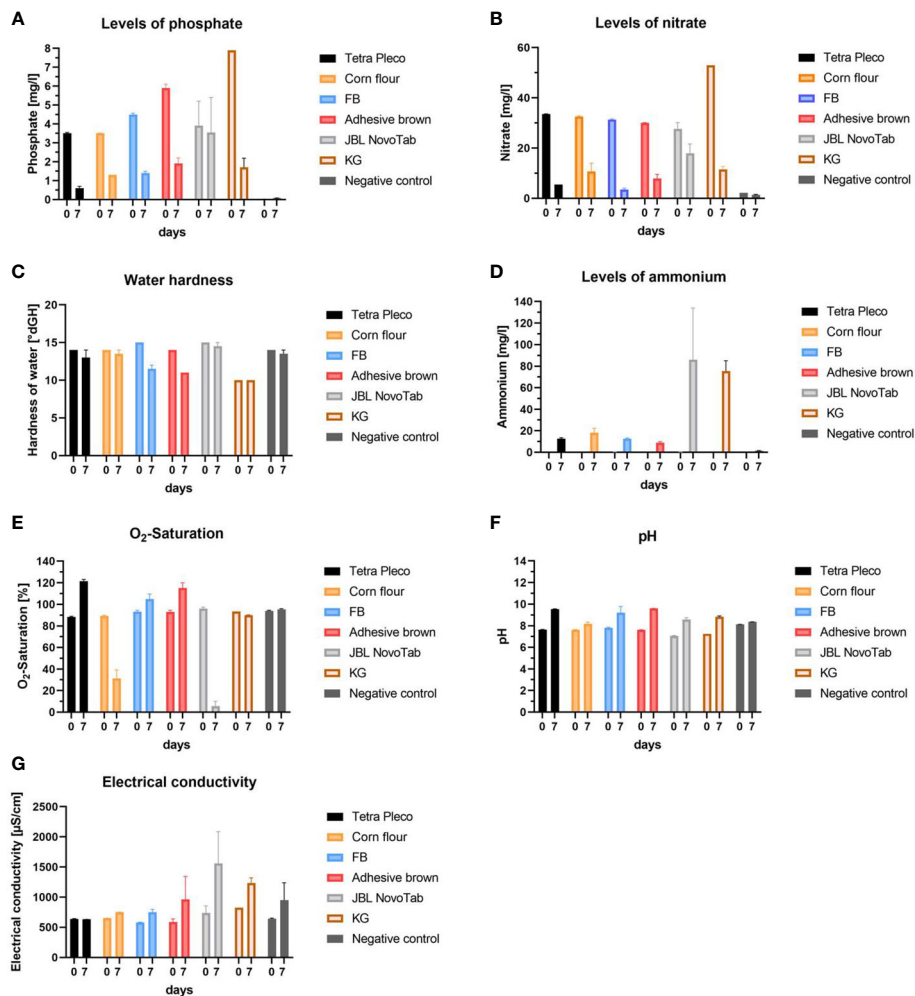 A
Levels of phosphate
Phosphate [mg/l]
8
7
6
5
4
3
2
1
0
0 7 0 7 0 7 0 7 0 7 0 7 0 7
days
Tetra Pleco
Corn flour
FB
Adhesive brown
JBL NovoTab
KG
Negative control
B
Levels of nitrate
Nitrate [mg/l]
60
40
20
0
0 7 0 7 0 7 0 7 0 7 0 7 0 7
days
Tetra Pleco
Corn flour
FB
Adhesive brown
JBL NovoTab
KG
Negative control
C
Water hardness
Hardness of water [°dGH]
20
15
10
5
0
0 7 0 7 0 7 0 7 0 7 0 7 0 7
days
Tetra Pleco
Corn flour
FB
Adhesive brown
JBL NovoTab
KG
Negative control
D
Levels of ammonium
Ammonium [mg/l]
140
120
100
80
60
40
20
0
0 7 0 7 0 7 0 7 0 7 0 7 0 7
days
Tetra Pleco
Corn flour
FB
Adhesive brown
JBL NovoTab
KG
Negative control
E
O₂-Saturation
O₂-Saturation [%]
140
120
100
80
60
40
20
0
0 7 0 7 0 7 0 7 0 7 0 7 0 7
days
Tetra Pleco
Corn flour
FB
Adhesive brown
JBL NovoTab
KG
Negative control
F
pH
pH
14
12
10
8
6
4
2
0
0 7 0 7 0 7 0 7 0 7 0 7 0 7
days
Tetra Pleco
Corn flour
FB
Adhesive brown
JBL NovoTab
KG
Negative control
G
Electrical conductivity
Electrical conductivity [µS/cm]
2500
2000
1500
1000
500
0
0 7 0 7 0 7 0 7 0 7 0 7 0 7
days
Tetra Pleco
Corn flour
FB
Adhesive brown
JBL NovoTab
KG
Negative control